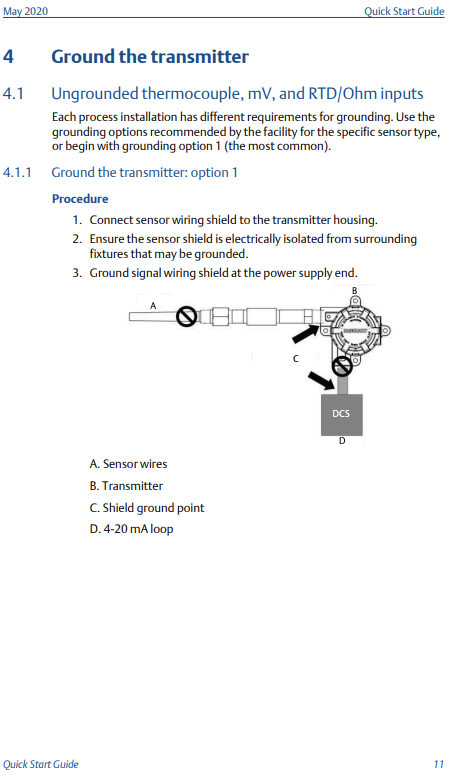 May 2020
Quick Start Guide
4 Ground the transmitter
4.1 Ungrounded thermocouple, mV, and RTD/Ohm inputs
Each process installation has different requirements for grounding. Use the
grounding options recommended by the facility for the specific sensor type,
or begin with grounding option 1 (the most common).
4.1.1 Ground the transmitter: option 1
Procedure
1. Connect sensor wiring shield to the transmitter housing.
2. Ensure the sensor shield is electrically isolated from surrounding
fixtures that may be grounded.
3. Ground signal wiring shield at the power supply end.
B
A
C
DCS
D
A. Sensor wires
B. Transmitter
C. Shield ground point
D. 4-20 mA loop
Quick Start Guide
11